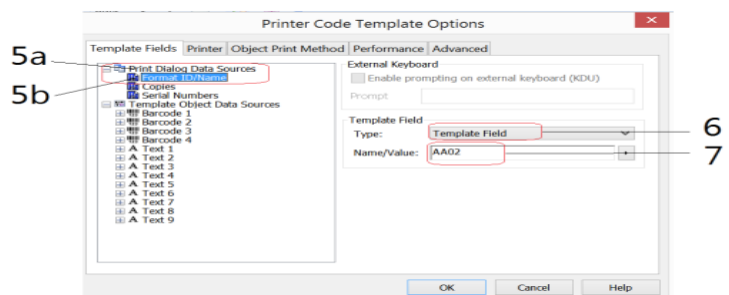 Printer Code Template Options
Template Fields Printer Object Print Method Performance Advanced
5a
Print Dialog Data Sources
5b
Format ID/Name
Copies
Serial Numbers
Template Object Data Sources
Barcode 1
Barcode 2
Barcode 3
Barcode 4
A Text 1
A Text 2
A Text 3
A Text 4
A Text 5
A Text 6
A Text 7
A Text 8
A Text 9
External Keyboard
Enable prompting on external keyboard (KDU)
Prompt
Template Field
Type: Template Field
6
Name/Value: AA02
7
OK Cancel Help